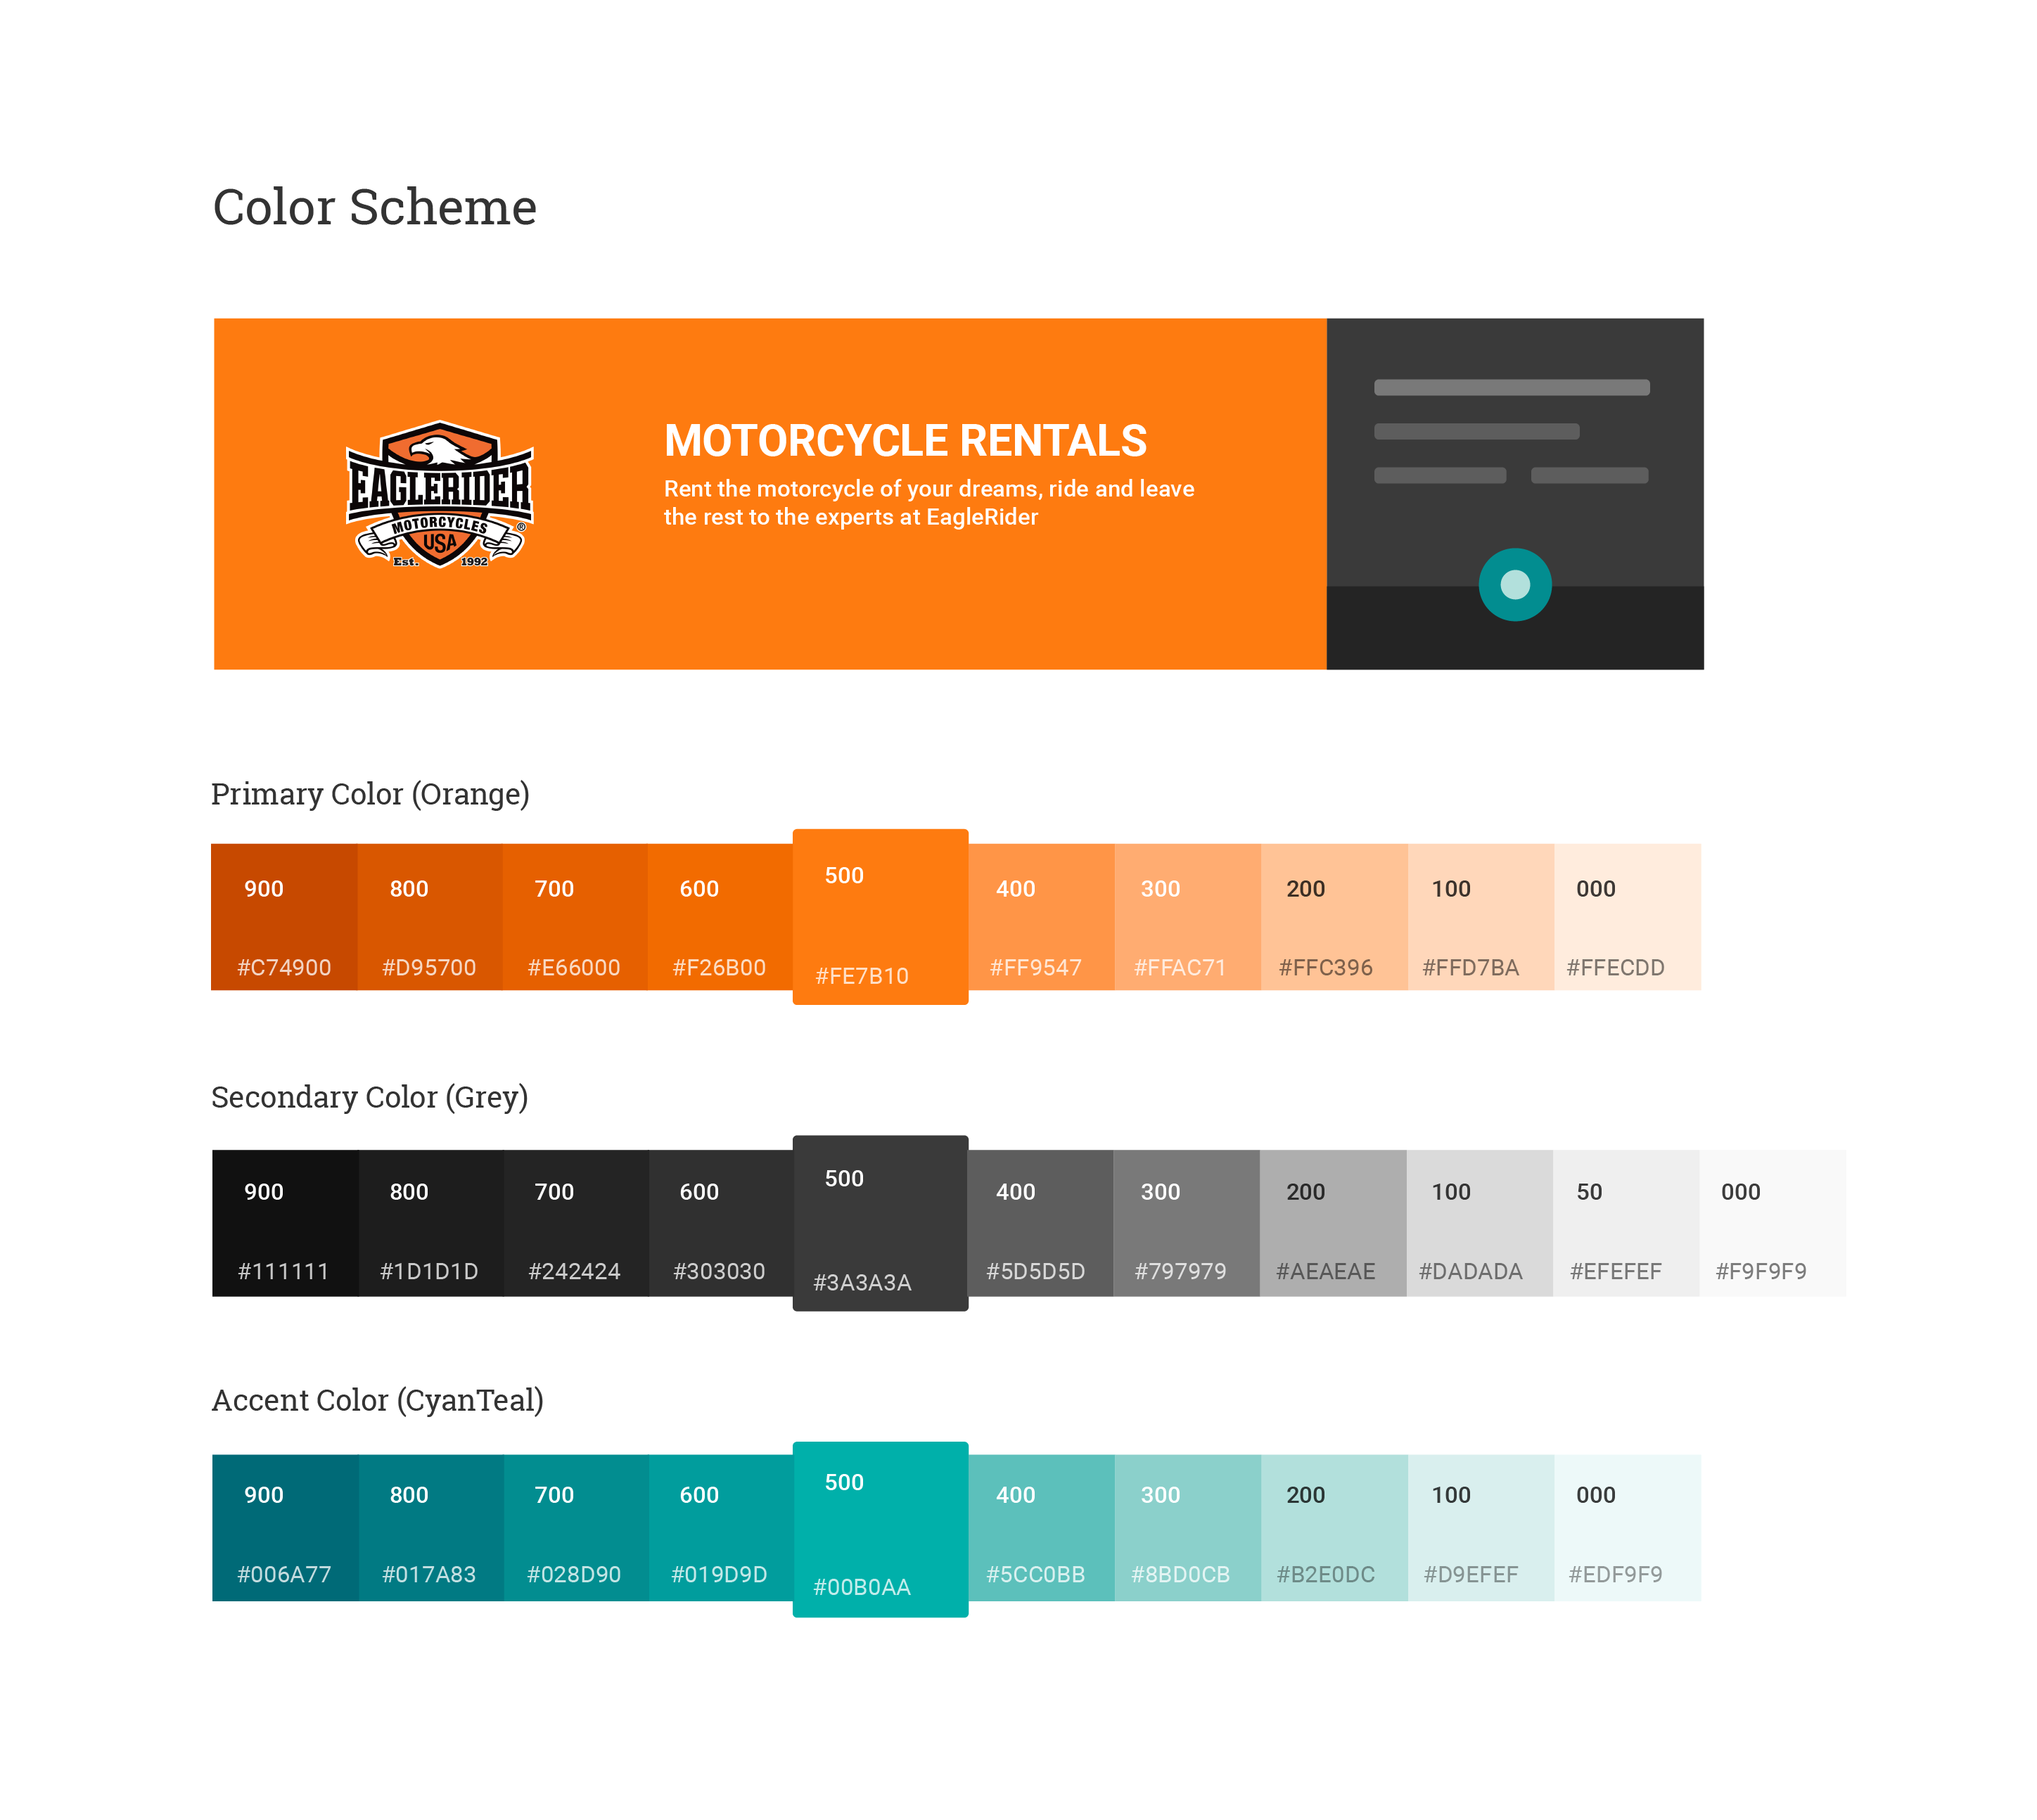 Color Scheme
EAGLERIDER
MOTORCYCLES
®
USA
Est. 1992
MOTORCYCLE RENTALS
Rent the motorcycle of your dreams, ride and leave
the rest to the experts at EagleRider
Primary Color (Orange)
900 800 700 600 500 400 300 200 100 000
#C74900 #D95700 #E66000 #F26B00 #FE7B10 #FF9547 #FFAC71 #FFC396 #FFD7BA #FFECDD
Secondary Color (Grey)
900 800 700 600 500 400 300 200 100 50 000
#111111 #1D1D1D #242424 #303030 #3A3A3A #5D5D5D #797979 #AEAEAE #DADADA #EFEFEF #F9F9F9
Accent Color (CyanTeal)
900 800 700 600 500 400 300 200 100 000
#006A77 #017A83 #028D90 #019D9D #00B0AA #5CC0BB #8BD0CB #B2E0DC #D9EFEF #EDF9F9